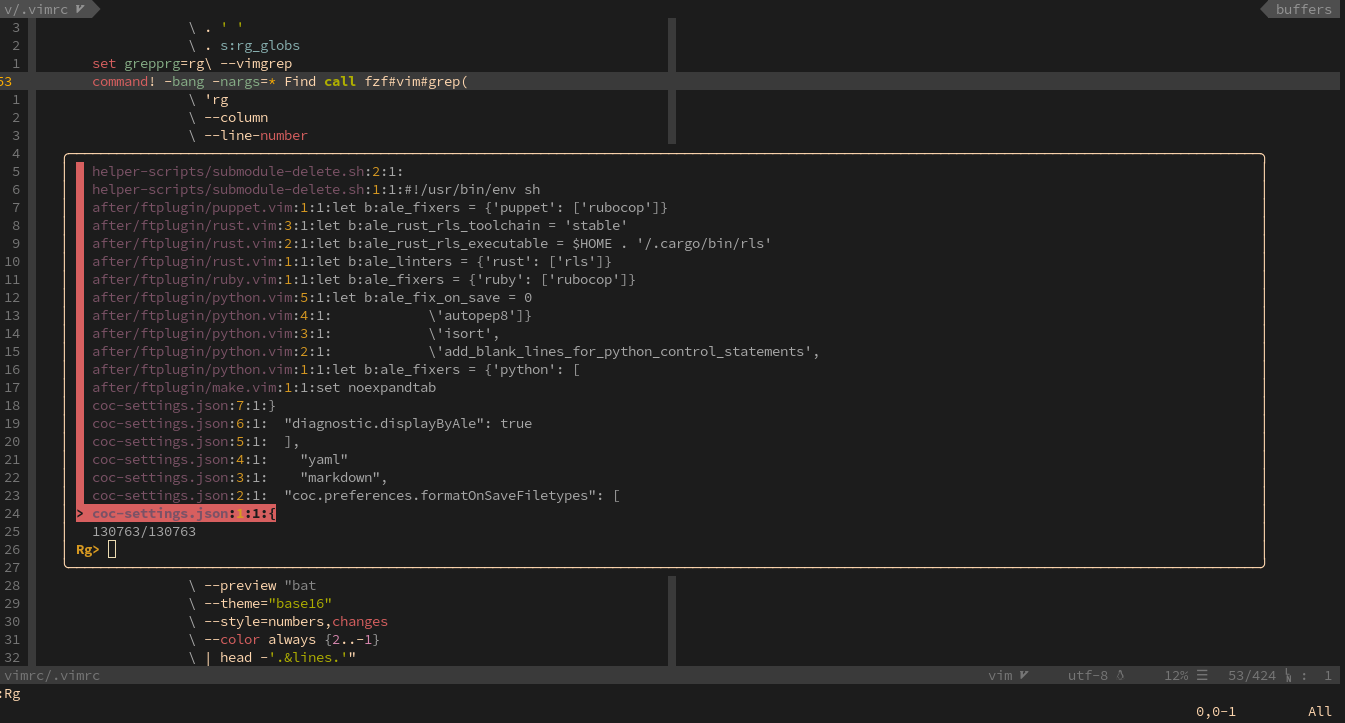 v/.vimrc buffers
3 \ . ' '
2 \ . s:rg_globs
1 set grepprg=rg\ --vimgrep
53 command! -bang -nargs=* Find call fzf#vim#grep(
1 \ 'rg
2 \ --column
3 \ --line-number
4
5 helper-scripts/submodule-delete.sh:2:1:
6 helper-scripts/submodule-delete.sh:1:1:#!/usr/bin/env sh
7 after/ftplugin/puppet.vim:1:1:let b:ale_fixers = {'puppet': ['rubocop']}
8 after/ftplugin/rust.vim:3:1:let b:ale_rust_rls_toolchain = 'stable'
9 after/ftplugin/rust.vim:2:1:let b:ale_rust_rls_executable = $HOME . '/.cargo/bin/rls'
10 after/ftplugin/rust.vim:1:1:let b:ale_linters = {'rust': ['rls']}
11 after/ftplugin/ruby.vim:1:1:let b:ale_fixers = {'ruby': ['rubocop']}
12 after/ftplugin/python.vim:5:1:let b:ale_fix_on_save = 0
13 after/ftplugin/python.vim:4:1: \'autopep8']}
14 after/ftplugin/python.vim:3:1: \'isort',
15 after/ftplugin/python.vim:2:1: \'add_blank_lines_for_python_control_statements',
16 after/ftplugin/python.vim:1:1:let b:ale_fixers = {'python': [
17 after/ftplugin/make.vim:1:1:set noexpandtab
18 coc-settings.json:7:1:}
19 coc-settings.json:6:1: "diagnostic.displayByAle": true
20 coc-settings.json:5:1: ],
21 coc-settings.json:4:1: "yaml"
22 coc-settings.json:3:1: "markdown",
23 coc-settings.json:2:1: "coc.preferences.formatOnSaveFiletypes": [
24 > coc-settings.json:1:1:{
25 130763/130763
26 Rg>
27
28 \ --preview "bat
29 \ --theme="base16"
30 \ --style=numbers,changes
31 \ --color always {2..-1}
32 \ | head -'.&lines.'"
vimrc/.vimrc vim utf-8 12% ☰ 53/424 : 1
:Rg
0,0-1 All